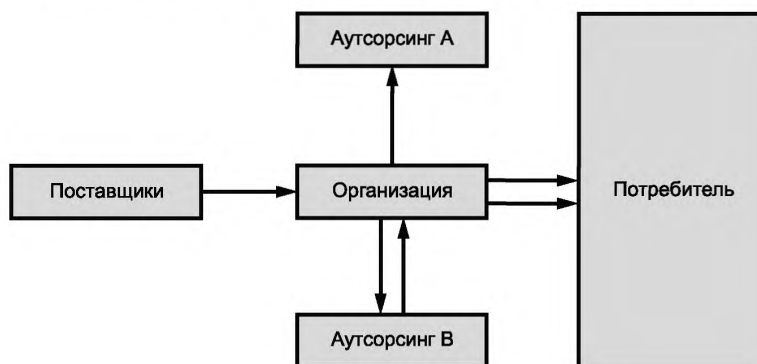 Аутсорсинг А
Поставщики
Организация
Потребитель
Аутсорсинг В